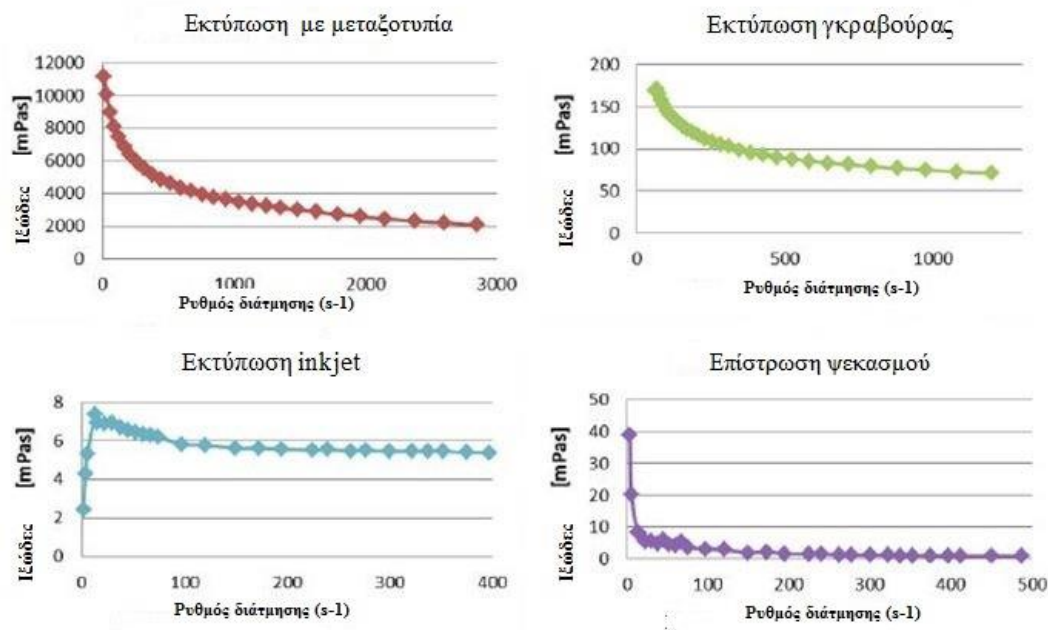 Εκτύπωση με μεταξοτυπία
12000
10000
8000
6000
4000
2000
0
[mPas]
Ιξώδες
0 1000 2000 3000
Ρυθμός διάτμησης (s-1)
Εκτύπωση γκραβούρας
200
150
100
50
0
[mPas]
Ιξώδες
0 500 1000
Ρυθμός διάτμησης (s-1)
Εκτύπωση inkjet
8
6
4
2
0
[mPas]
Ιξώδες
0 100 200 300 400
Ρυθμός διάτμησης (s-1)
Επίστρωση ψεκασμού
50
40
30
20
10
0
[mPas]
Ιξώδες
0 100 200 300 400 500
Ρυθμός διάτμησης (s-1)